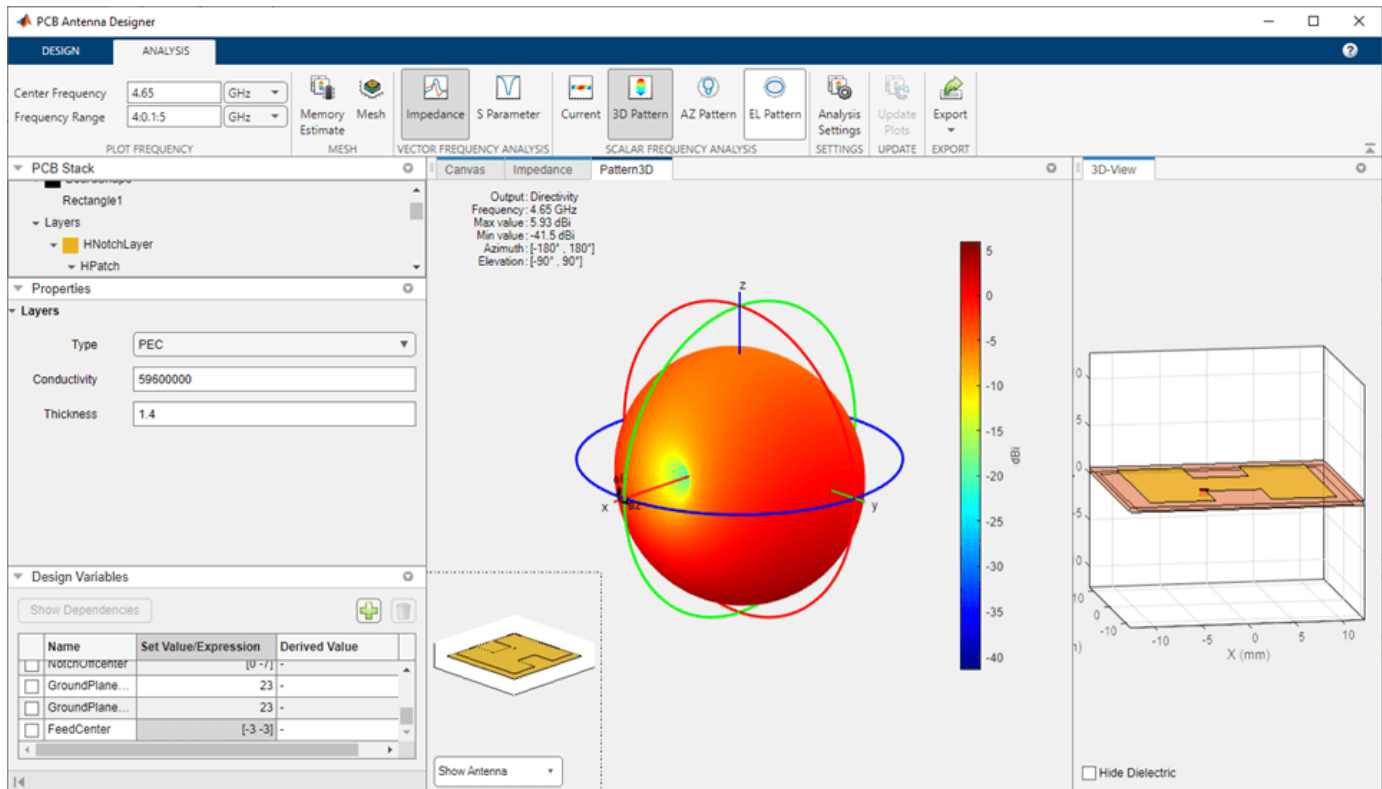 PCB Antenna Designer
DESIGN
ANALYSIS
Center Frequency
4.65
GHz
Frequency Range
4:0.1:5
GHz
PLOT FREQUENCY
Memory
Estimate
Mesh
MESH
Impedance
S Parameter
VECTOR FREQUENCY ANALYSIS
Current
3D Pattern
AZ Pattern
EL Pattern
SCALAR FREQUENCY ANALYSIS
Analysis
Settings
SETTINGS
Update
Plots
UPDATE
Export
EXPORT
PCB Stack
BoardShape
Rectangle1
Layers
HNotchLayer
HPatch
Properties
Layers
Type
PEC
Conductivity
59600000
Thickness
1.4
Design Variables
Show Dependencies
Name Set Value/Expression Derived Value
NotchOffcenter [0 -7] -
GroundPlane... 23 -
GroundPlane... 23 -
FeedCenter [-3 -3] -
Canvas
Impedance
Pattern3D
Output: Directivity
Frequency: 4.65 GHz
Max value: 5.93 dBi
Min value: -41.5 dBi
Azimuth: [-180° , 180°]
Elevation: [-90° , 90°]
z
x
y
5
0
-5
-10
-15
-20
-25
-30
-35
-40
dBi
Show Antenna
3D-View
5
0
-5
0
-10
-10
-5
0
5
10
X (mm)
Hide Dielectric